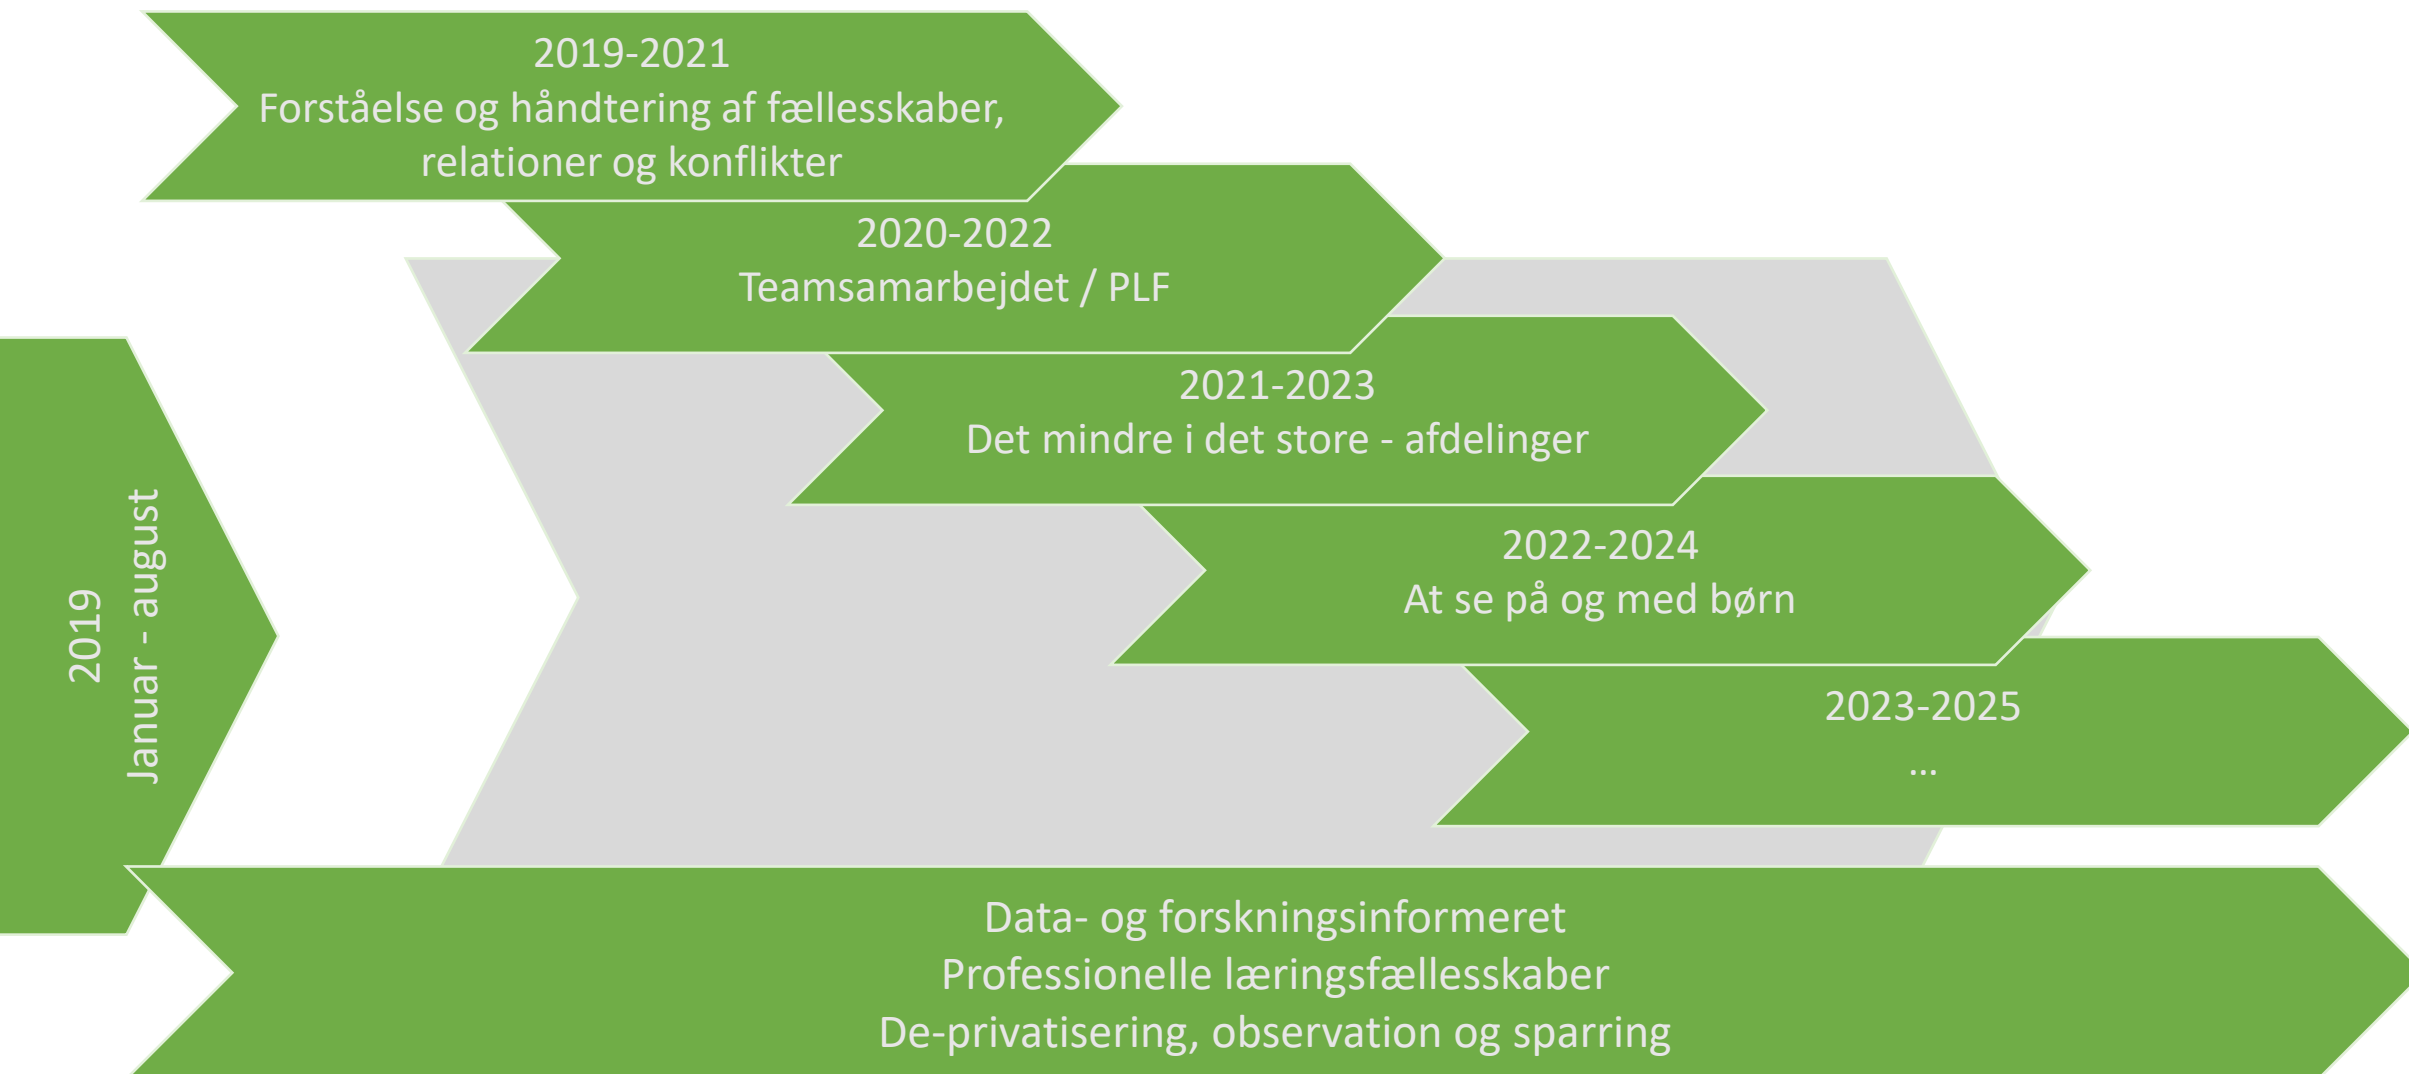 2019-2021
Forståelse og håndtering af fællesskaber,
relationer og konflikter
2020-2022
Teamsamarbejdet / PLF
2021-2023
Det mindre i det store - afdelinger
2022-2024
At se på og med børn
2023-2025
...
2019
Januar - august
Data- og forskningsinformeret
Professionelle læringsfællesskaber
De-privatisering, observation og sparring